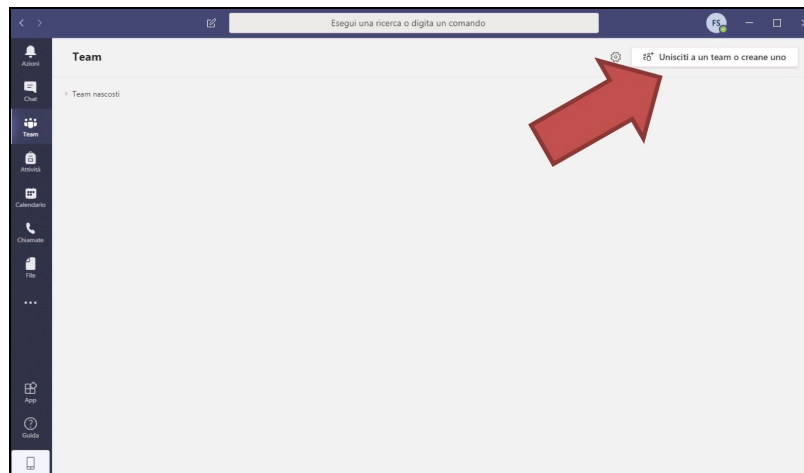 Esegui una ricerca o digita un comando
FS
Azioni
Chat
Team
Attività
Calendario
Chiamate
File
App
Guida
Team
Unisciti a un team o creane uno
Team nascosti